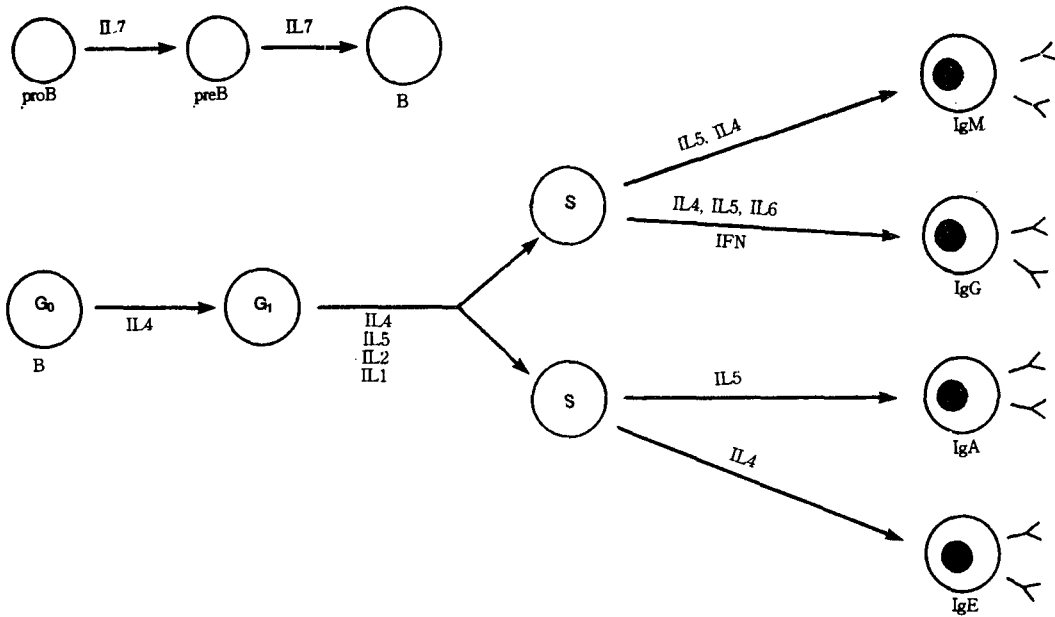 IL7
IL7
proB
preB
B
IL5, IL4
IgM
S
IL4, IL5, IL6
IFN
IgG
G0
IL4
B
G1
IL4
IL5
IL2
IL1
S
IL5
IgA
IL4
IgE